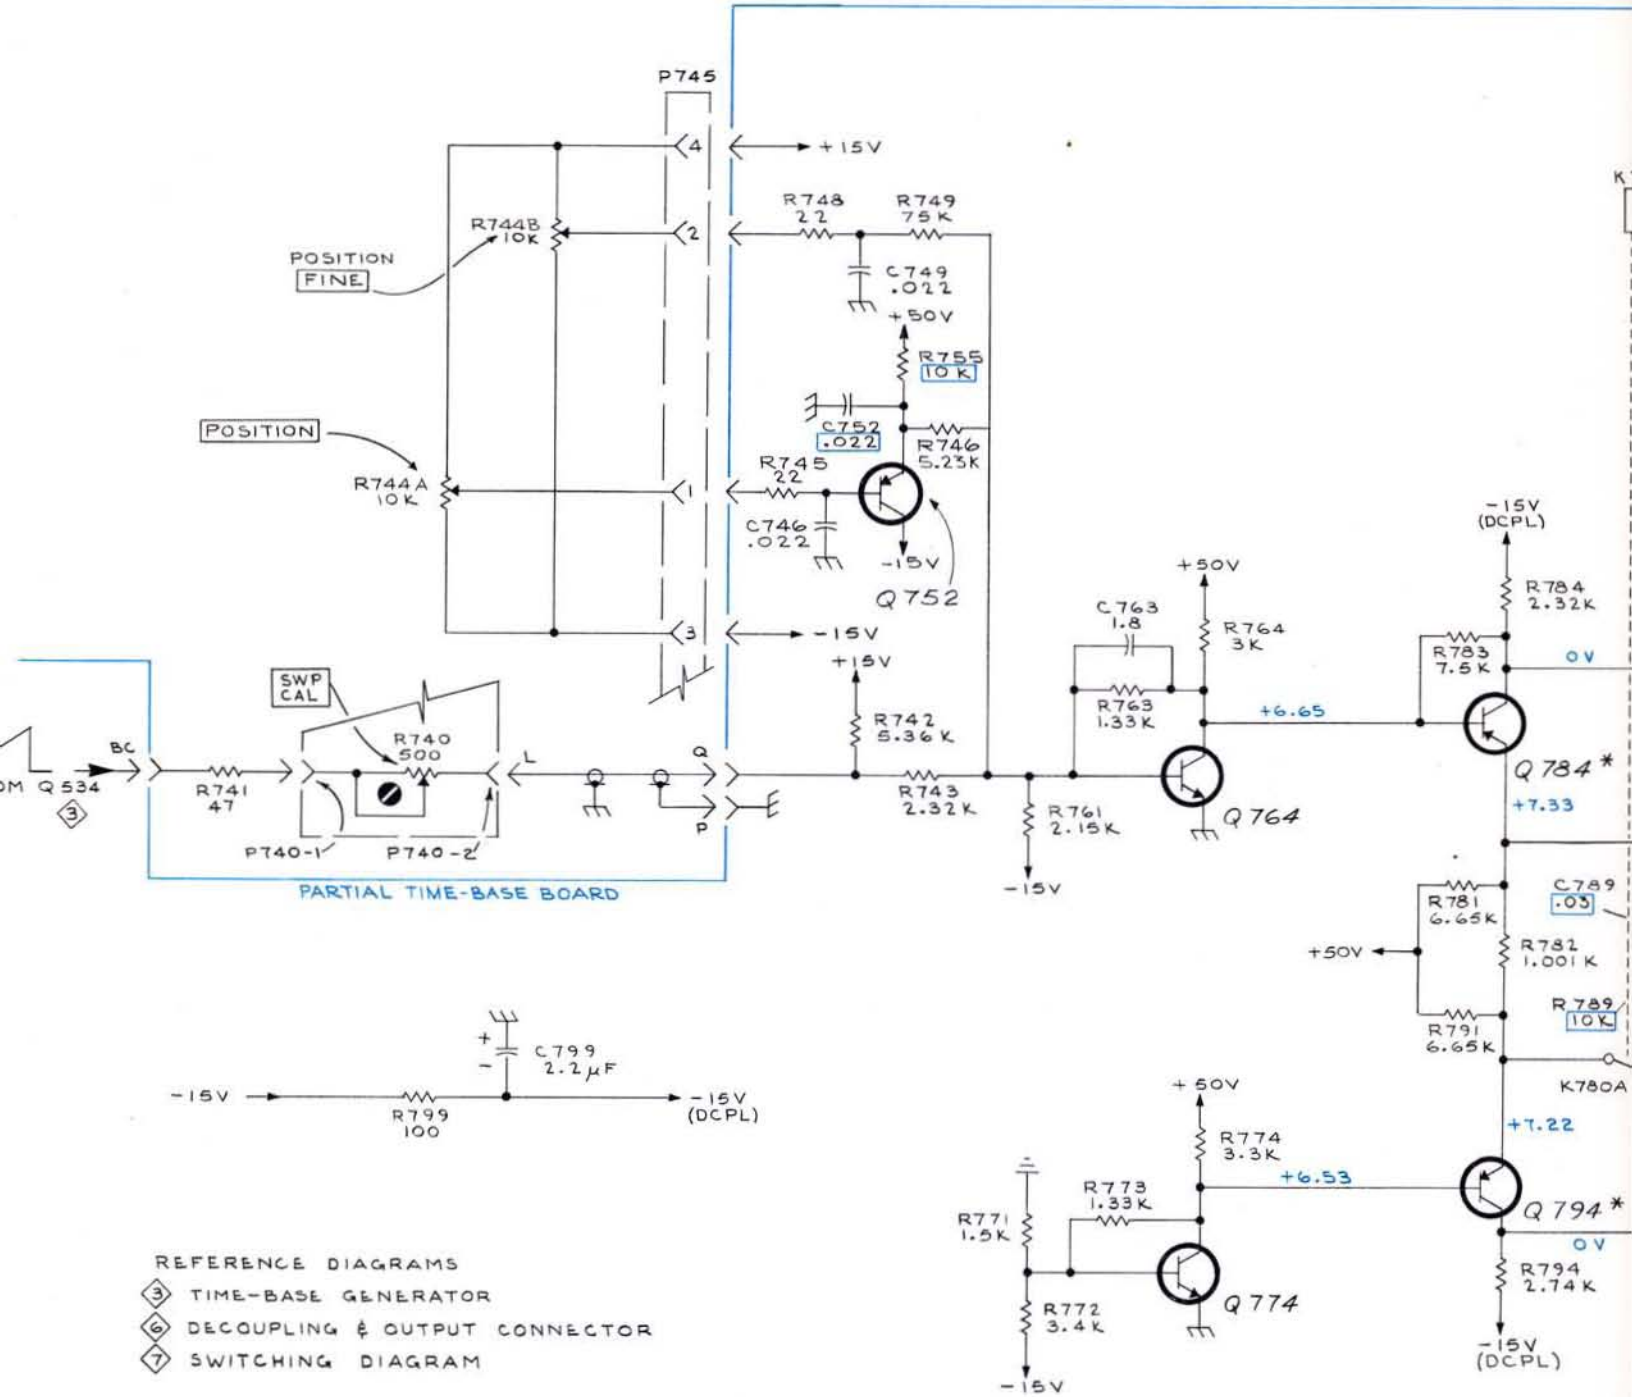 P745
4
+15V
R748
22
R749
75K
R744B
10K
2
POSITION
FINE
C749
.022
+50V
R755
10K
POSITION
C752
.022
R746
5.23K
R745
22
R744A
10K
1
C746
.022
-15V
Q752
-15V
(DCPL)
+50V
C763
1.8
R764
3K
R784
2.32K
3
-15V
+15V
R783
7.5K
0V
SWP
CAL
R763
1.33K
+6.65
R742
5.36K
R740
500
BC
L
Q
Q784*
OM Q534
3
R741
47
R743
2.32K
R761
2.15K
Q764
+7.33
P
P740-1
P740-2
-15V
PARTIAL TIME-BASE BOARD
R781
6.65K
C789
.03
+50V
R782
1.001K
R789
10K
R791
6.65K
+
-
C799
2.2µF
-15V
R799
100
-15V
(DCPL)
K780A
+50V
+7.22
R774
3.3K
R773
1.33K
+6.53
R771
1.5K
Q794*
0V
R794
2.74K
R772
3.4K
Q774
-15V
(DCPL)
-15V
REFERENCE DIAGRAMS
3 TIME-BASE GENERATOR
6 DECOUPLING & OUTPUT CONNECTOR
7 SWITCHING DIAGRAM
K